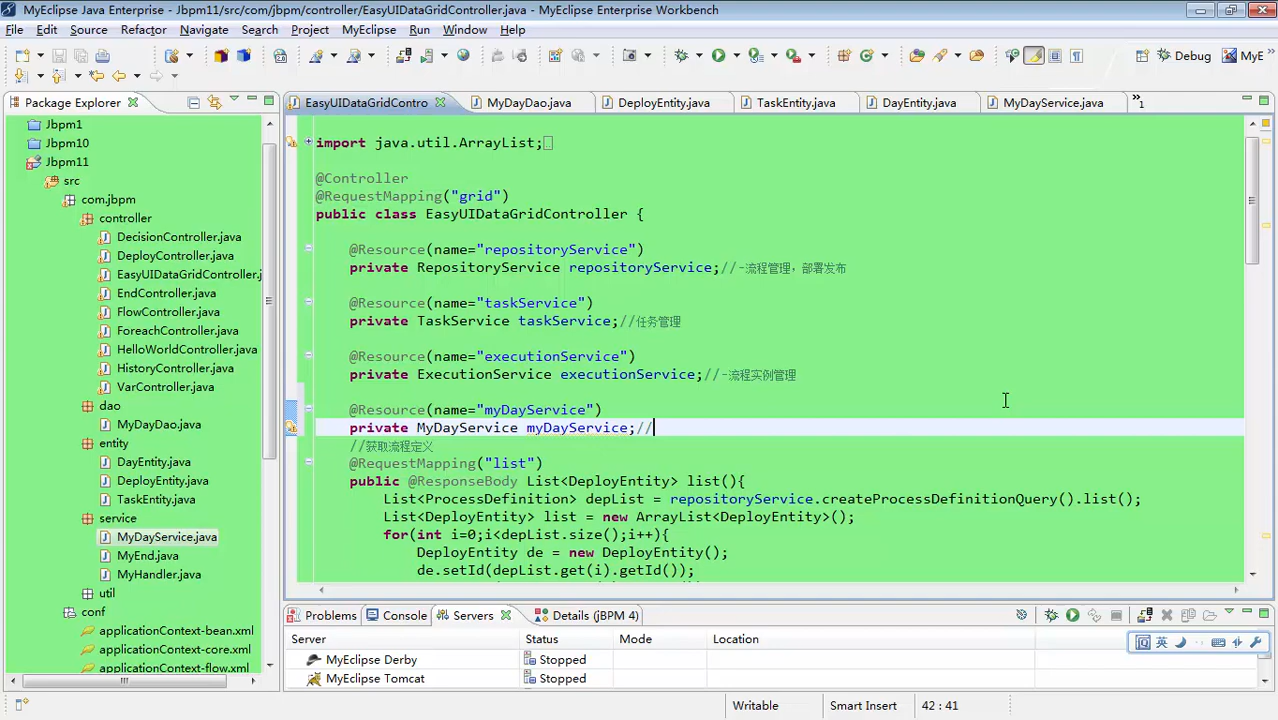 MyEclipse Java Enterprise - Jbpm11/src/com/jbpm/controller/EasyUIDataGridController.java - MyEclipse Enterprise Workbench
File Edit Source Refactor Navigate Search Project MyEclipse Run Window Help
Debug MyE
Package Explorer
EasyUIDataGridContro MyDayDao.java DeployEntity.java TaskEntity.java DayEntity.java MyDayService.java »1
Jbpm1
Jbpm10
Jbpm11
src
com.jbpm
controller
DecisionController.java
DeployController.java
EasyUIDataGridController.j
EndController.java
FlowController.java
ForeachController.java
HelloWorldController.java
HistoryController.java
VarController.java
dao
MyDayDao.java
entity
DayEntity.java
DeployEntity.java
TaskEntity.java
service
MyDayService.java
MyEnd.java
MyHandler.java
util
conf
applicationContext-bean.xml
applicationContext-core.xml
applicationContext-flow.xml
import java.util.ArrayList;
@Controller
@RequestMapping("grid")
public class EasyUIDataGridController {
@Resource(name="repositoryService")
private RepositoryService repositoryService;//-流程管理，部署发布
@Resource(name="taskService")
private TaskService taskService;//任务管理
@Resource(name="executionService")
private ExecutionService executionService;//-流程实例管理
@Resource(name="myDayService")
private MyDayService myDayService;//
//获取流程定义
@RequestMapping("list")
public @ResponseBody List<DeployEntity> list(){
List<ProcessDefinition> depList = repositoryService.createProcessDefinitionQuery().list();
List<DeployEntity> list = new ArrayList<DeployEntity>();
for(int i=0;i<depList.size();i++){
DeployEntity de = new DeployEntity();
de.setId(depList.get(i).getId());
Problems Console Servers Details (jBPM 4)
Server Status Mode Location
MyEclipse Derby Stopped
MyEclipse Tomcat Stopped
英
Writable Smart Insert 42 : 41